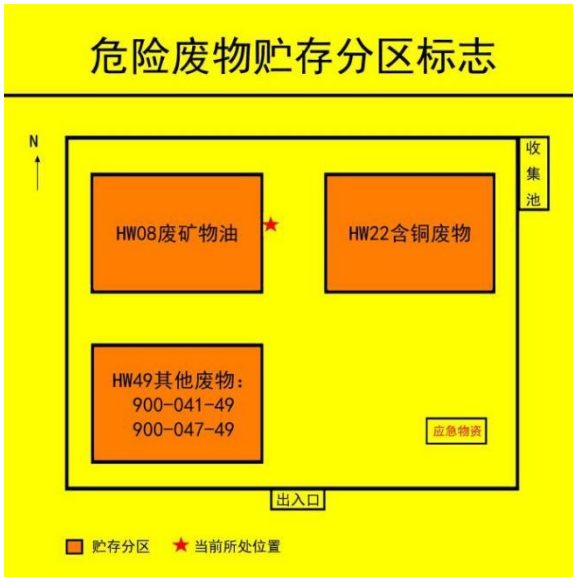 危险废物贮存分区标志
N
收集池
HW08废矿物油
HW22含铜废物
HW49其他废物：
900-041-49
900-047-49
应急物资
出入口
贮存分区
当前所处位置